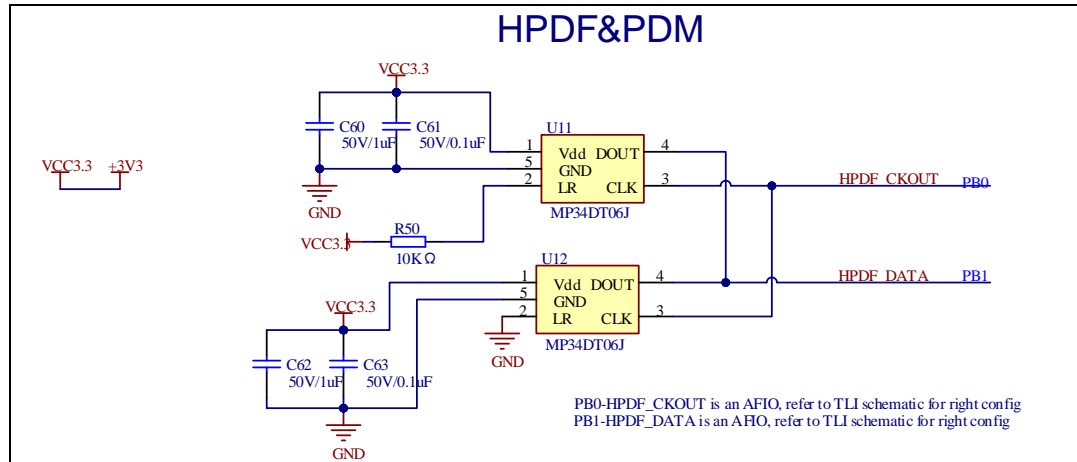 HPDF&PDM
VCC3.3
C60
50V/1uF
C61
50V/0.1uF
U11
1
Vdd
DOUT
4
5
GND
2
LR
CLK
3
MP34DT06J
GND
VCC3.3
+3V3
HPDF_CKOUT
PB0
VCC3.3
R50
10KΩ
U12
1
Vdd
DOUT
4
5
GND
2
LR
CLK
3
MP34DT06J
HPDF_DATA
PB1
VCC3.3
C62
50V/1uF
C63
50V/0.1uF
GND
GND
PB0-HPDF_CKOUT is an AFIO, refer to TLI schematic for right config
PB1-HPDF_DATA is an AFIO, refer to TLI schematic for right config